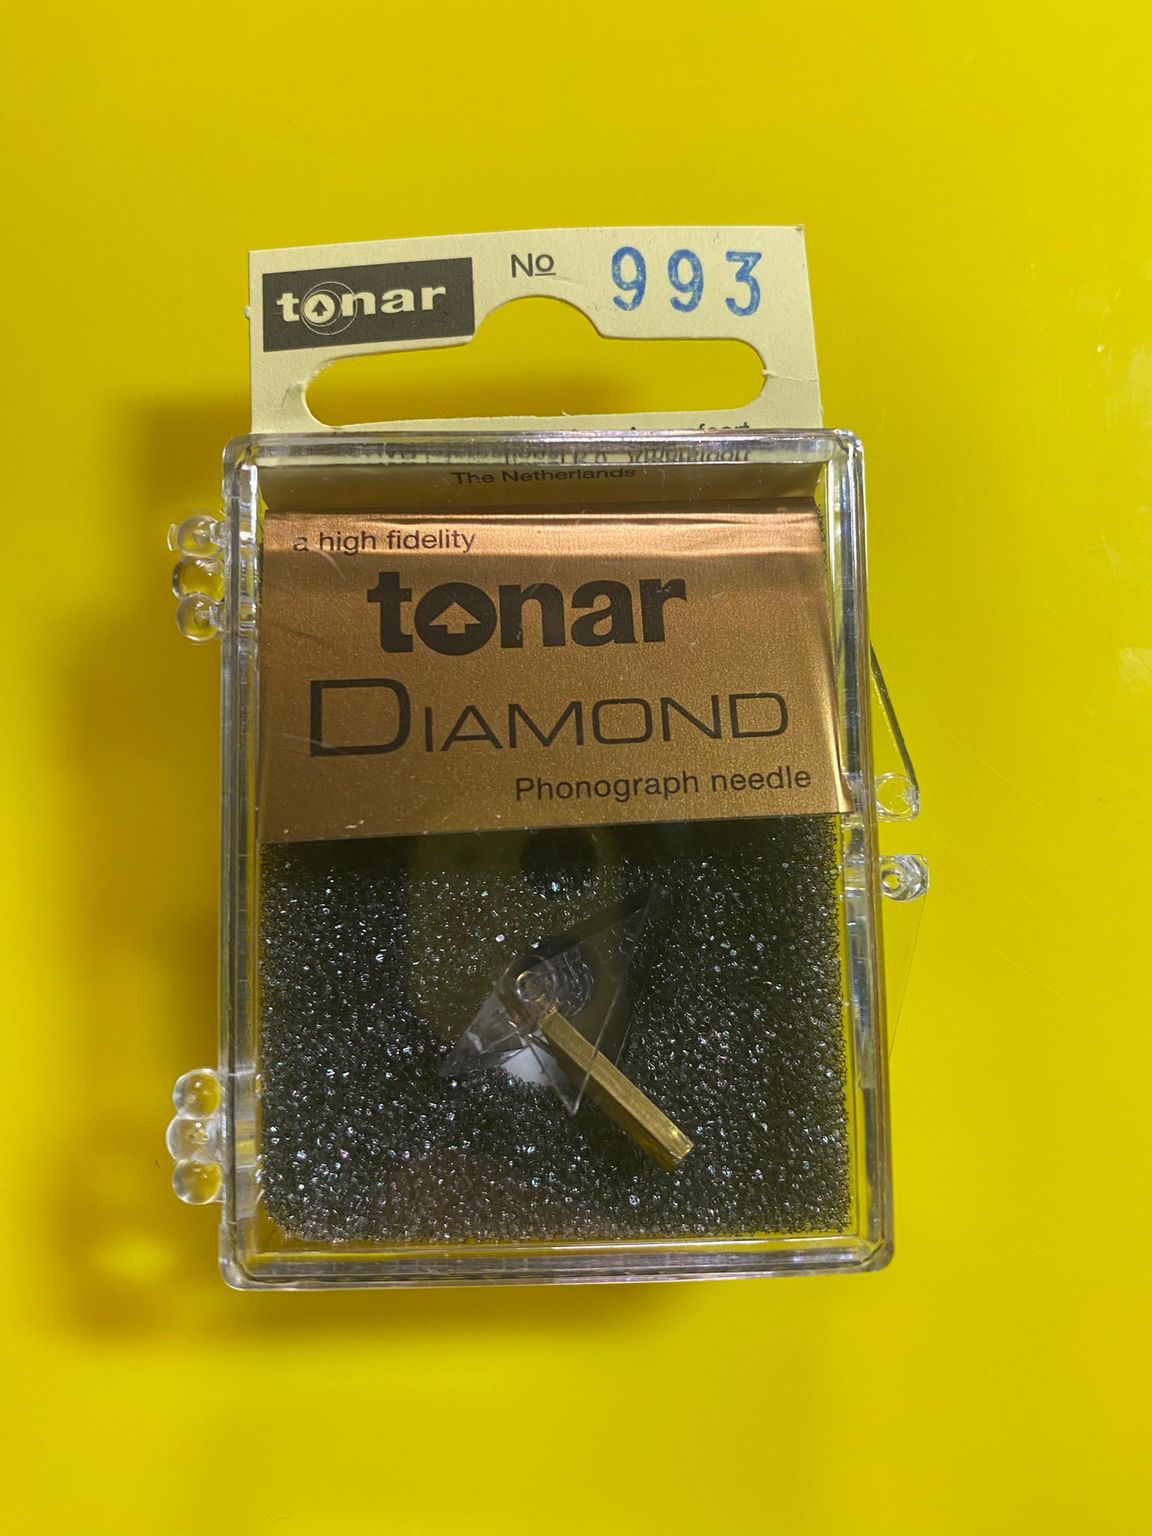 tonar
No 993
The Netherlands
a high fidelity
tonar
DIAMOND
Phonograph needle